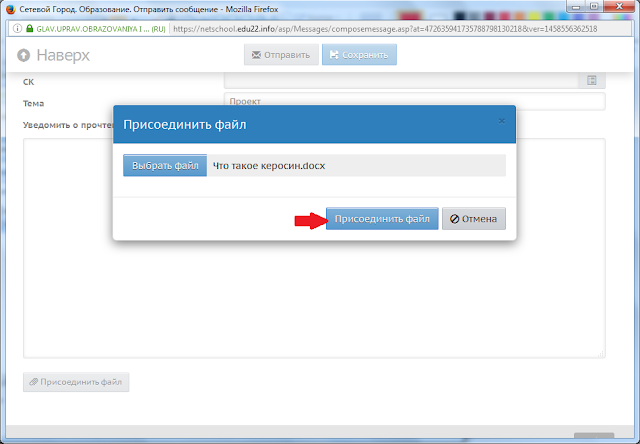 Сетевой Город. Образование. Отправить сообщение - Mozilla Firefox
GLAV.UPRAV.OBRAZOVANIYA I ... (RU) https://netschool.edu22.info/asp/Messages/composemessage.asp?at=472635941735788798130218&ver=1458556362518
Наверх Отправить Сохранить
СК
Тема Проект
Уведомить о прочтен
Присоединить файл ×
Выбрать файл Что такое керосин.docx
Присоединить файл Отмена
Присоединить файл